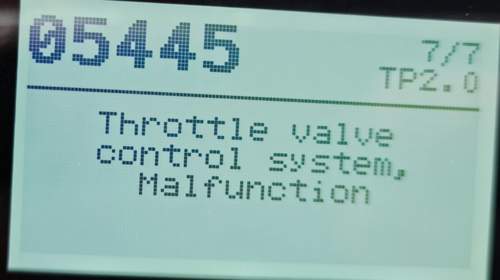 05445
7/7
TP2.0
Throttle valve
control system,
Malfunction